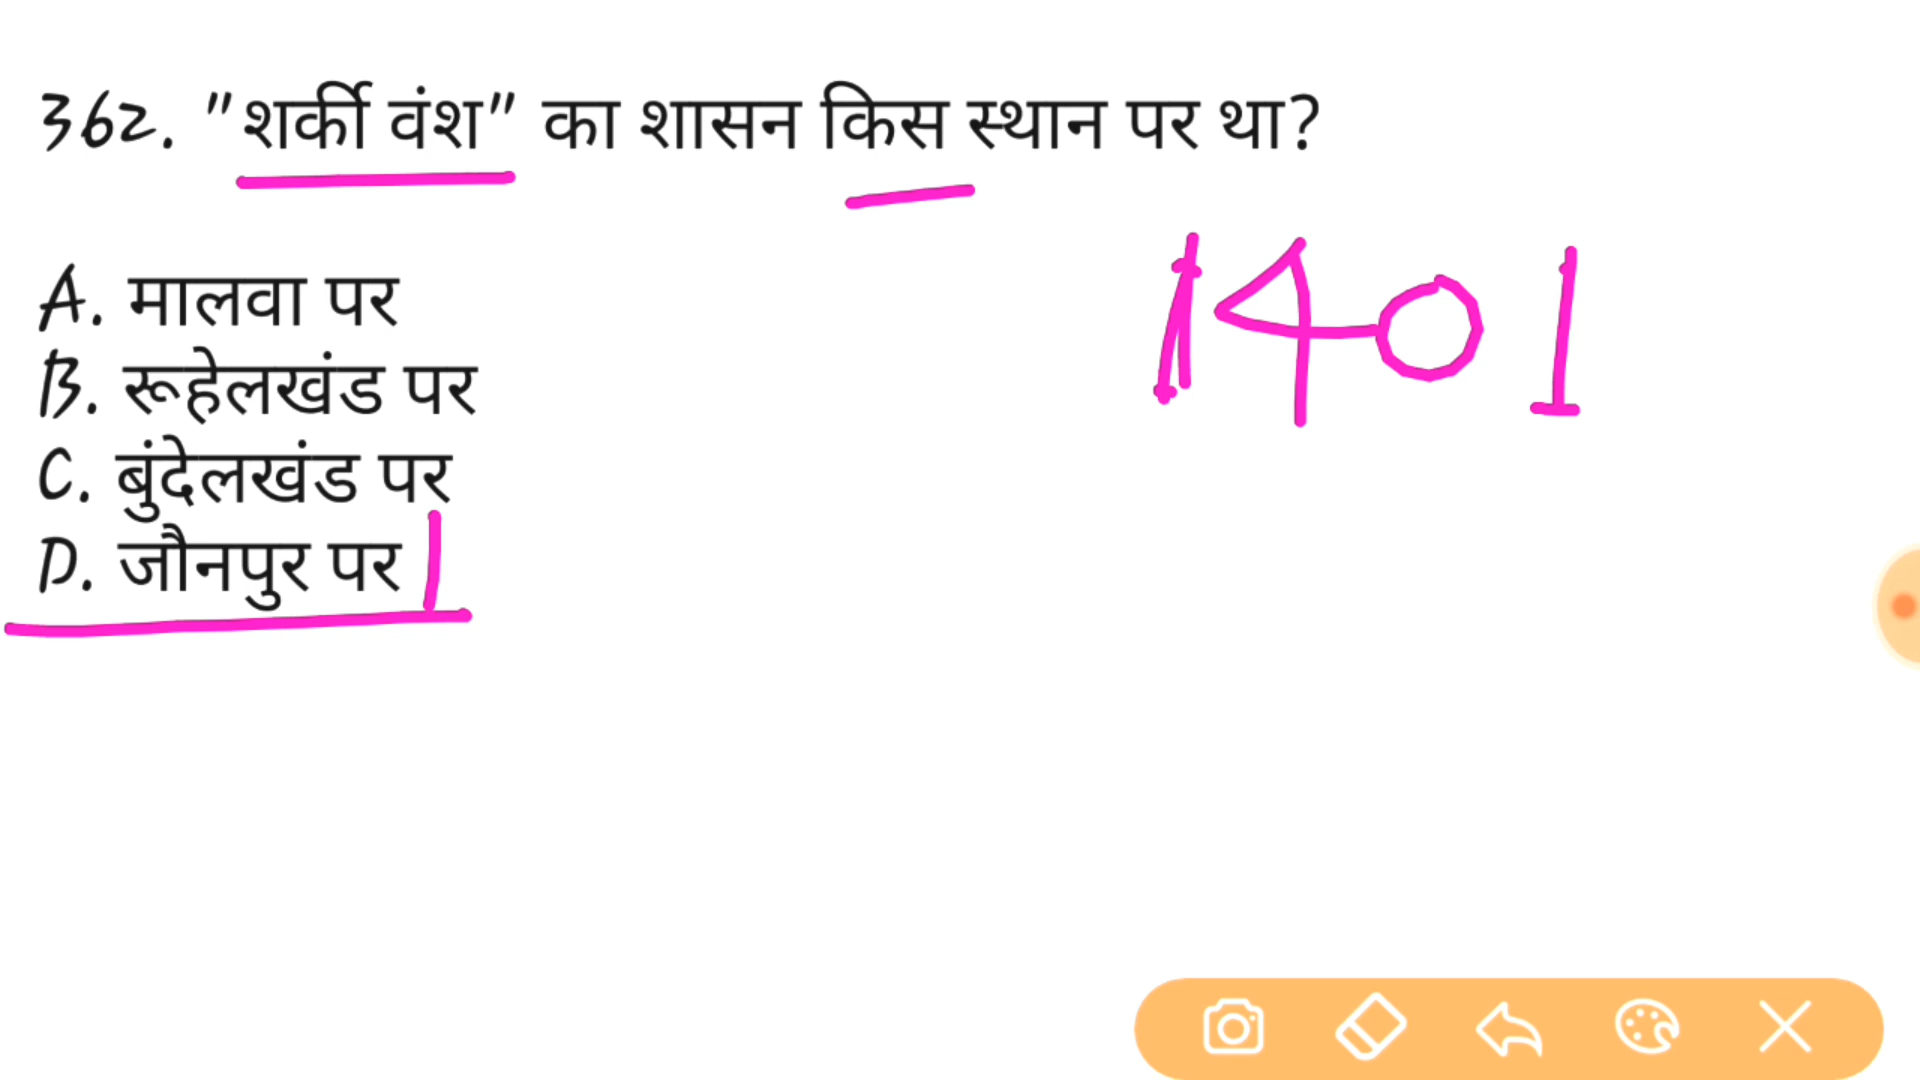 362. "शर्की वंश" का शासन किस स्थान पर था?
1401
A. मालवा पर
B. रूहेलखंड पर
C. बुंदेलखंड पर
D. जौनपुर पर